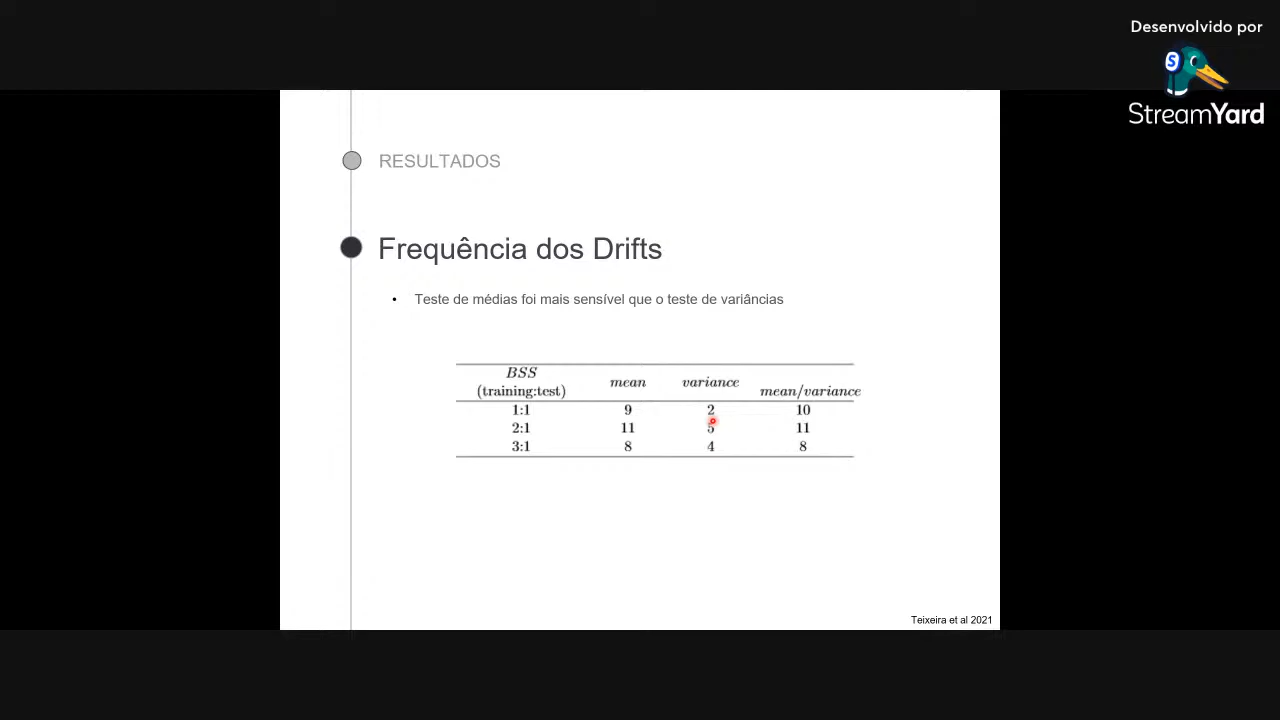 Desenvolvido por
StreamYard
RESULTADOS
Frequência dos Drifts
• Teste de médias foi mais sensível que o teste de variâncias
BSS
(training:test) mean variance mean/variance
1:1 9 2 10
2:1 11 5 11
3:1 8 4 8
Teixeira et al 2021